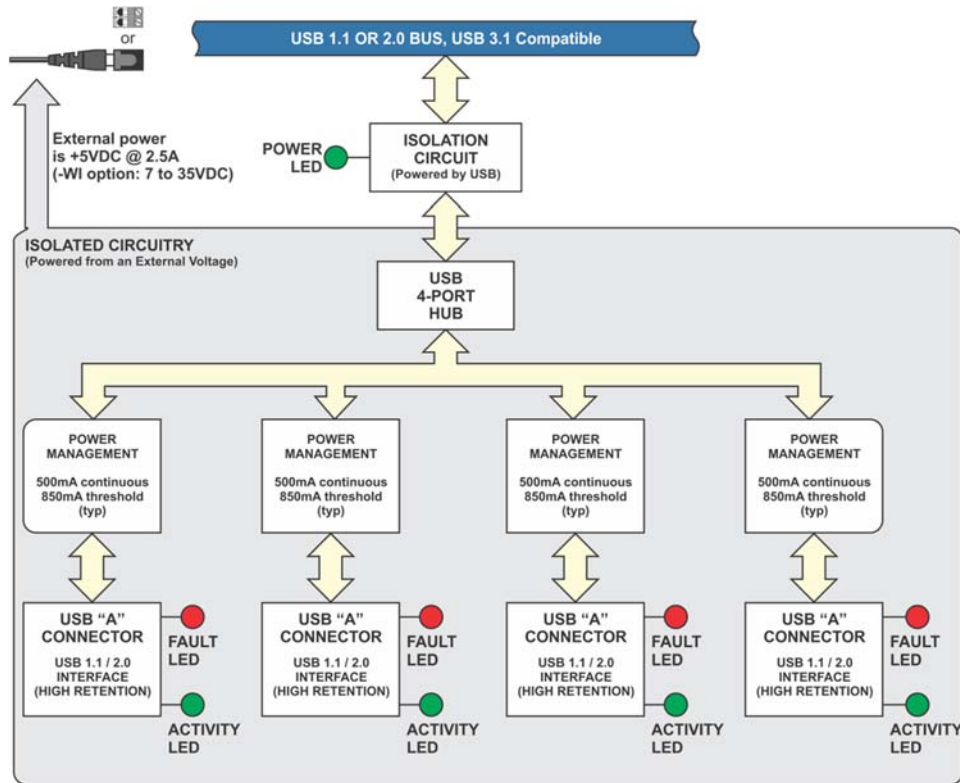 or
USB 1.1 OR 2.0 BUS, USB 3.1 Compatible
External power
is +5VDC @ 2.5A
(-WI option: 7 to 35VDC)
POWER
LED
ISOLATION
CIRCUIT
(Powered by USB)
ISOLATED CIRCUITRY
(Powered from an External Voltage)
USB
4-PORT
HUB
POWER
MANAGEMENT
500mA continuous
850mA threshold
(typ)
POWER
MANAGEMENT
500mA continuous
850mA threshold
(typ)
POWER
MANAGEMENT
500mA continuous
850mA threshold
(typ)
POWER
MANAGEMENT
500mA continuous
850mA threshold
(typ)
USB “A”
CONNECTOR
USB 1.1 / 2.0
INTERFACE
(HIGH RETENTION)
FAULT
LED
ACTIVITY
LED
USB “A”
CONNECTOR
USB 1.1 / 2.0
INTERFACE
(HIGH RETENTION)
FAULT
LED
ACTIVITY
LED
USB “A”
CONNECTOR
USB 1.1 / 2.0
INTERFACE
(HIGH RETENTION)
FAULT
LED
ACTIVITY
LED
USB “A”
CONNECTOR
USB 1.1 / 2.0
INTERFACE
(HIGH RETENTION)
FAULT
LED
ACTIVITY
LED